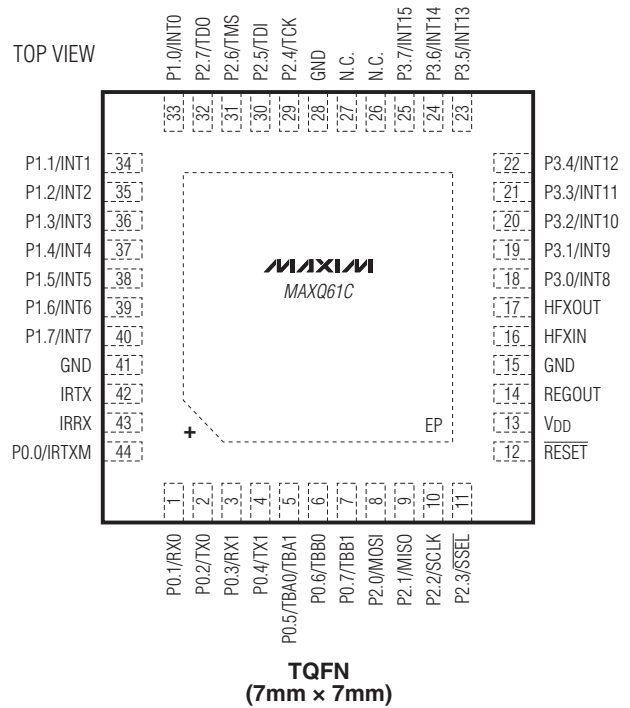 TOP VIEW
P1.0/INT0
P2.7/TDO
P2.6/TMS
P2.5/TDI
P2.4/TCK
GND
N.C.
N.C.
P3.7/INT15
P3.6/INT14
P3.5/INT13
33 32 31 30 29 28 27 26 25 24 23
P1.1/INT1 34
P1.2/INT2 35
P1.3/INT3 36
P1.4/INT4 37
P1.5/INT5 38
P1.6/INT6 39
P1.7/INT7 40
GND 41
IRTX 42
IRRX 43
P0.0/IRTXM 44
MAXIM
MAXQ61C
+
EP
22 P3.4/INT12
21 P3.3/INT11
20 P3.2/INT10
19 P3.1/INT9
18 P3.0/INT8
17 HFXOUT
16 HFXIN
15 GND
14 REGOUT
13 VDD
12 RESET
1 2 3 4 5 6 7 8 9 10 11
P0.1/RX0
P0.2/TX0
P0.3/RX1
P0.4/TX1
P0.5/TBA0/TBA1
P0.6/TBB0
P0.7/TBB1
P2.0/MOSI
P2.1/MISO
P2.2/SCLK
P2.3/SSEL
TQFN
(7mm × 7mm)